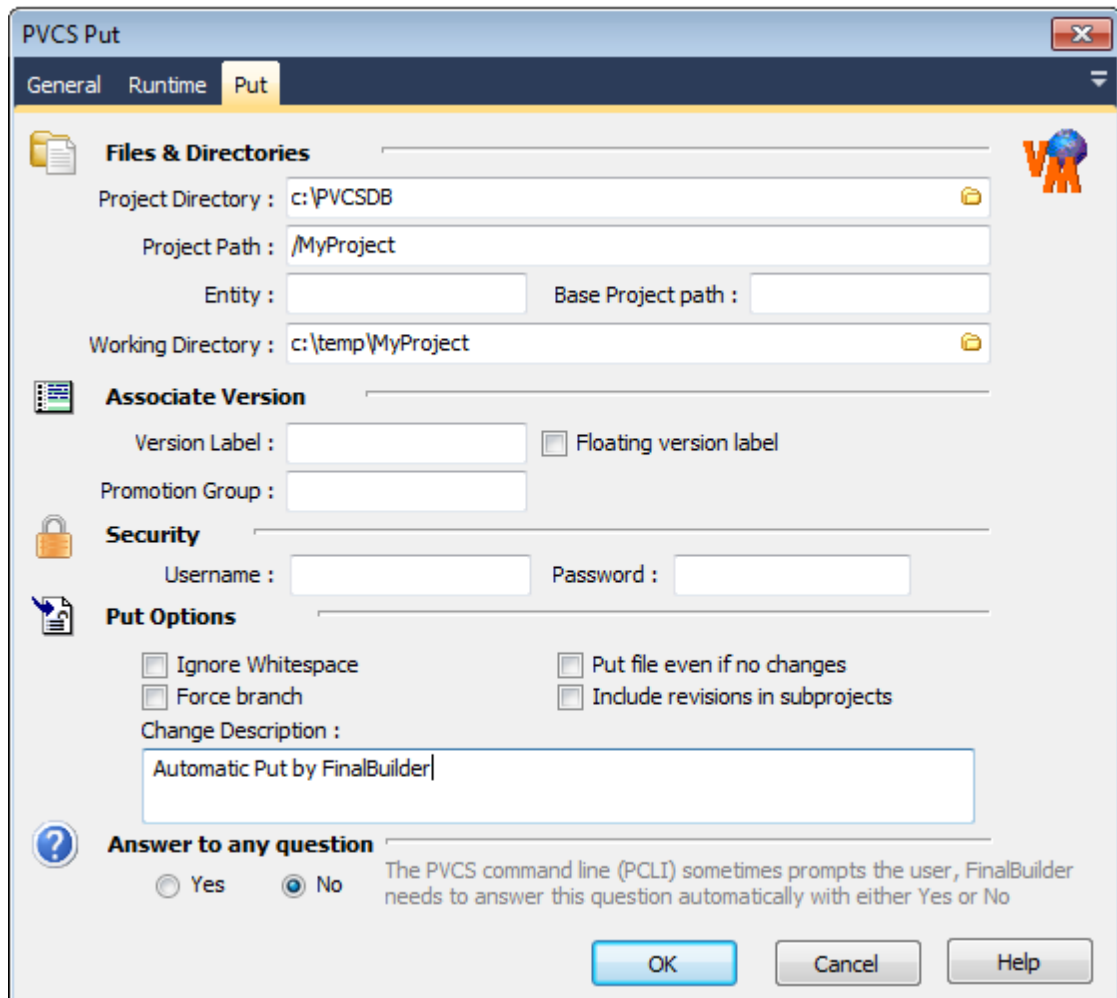 PVCS Put
General Runtime Put
Files & Directories
VM
Project Directory : c:\PVCSDB
Project Path : /MyProject
Entity : Base Project path :
Working Directory : c:\temp\MyProject
Associate Version
Version Label : Floating version label
Promotion Group :
Security
Username : Password :
Put Options
Ignore Whitespace Put file even if no changes
Force branch Include revisions in subprojects
Change Description :
Automatic Put by FinalBuilder
Answer to any question
Yes No The PVCS command line (PCLI) sometimes prompts the user, FinalBuilder
needs to answer this question automatically with either Yes or No
OK Cancel Help